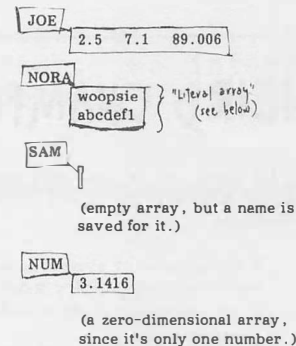 JOE
2.5 7.1 89.006
NORA
woopsie
abcdef1
"Literal array"
(see below)
SAM
(empty array, but a name is
saved for it.)
NUM
3.1416
(a zero-dimensional array,
since it's only one number.)